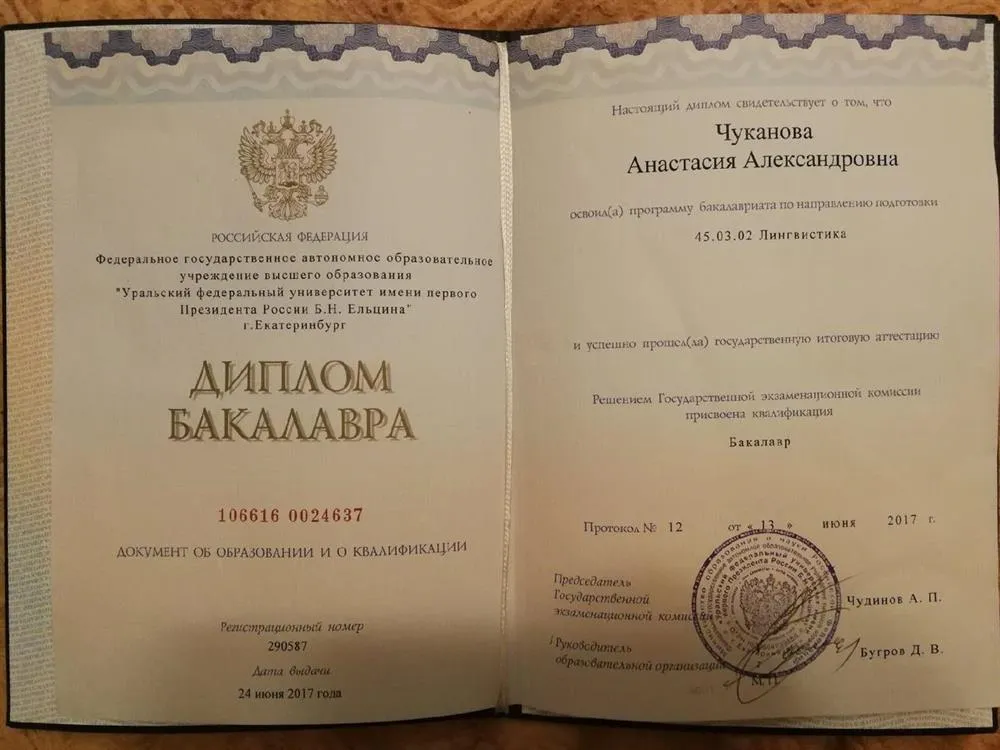 РОССИЙСКАЯ ФЕДЕРАЦИЯ
Федеральное государственное автономное образовательное
учреждение высшего образования
"Уральский федеральный университет имени первого
Президента России Б.Н. Ельцина"
г.Екатеринбург
ДИПЛОМ
БАКАЛАВРА
106616 0024637
ДОКУМЕНТ ОБ ОБРАЗОВАНИИ И О КВАЛИФИКАЦИИ
Регистрационный номер
290587
Дата выдачи
24 июня 2017 года
Настоящий диплом свидетельствует о том, что
Чуканова
Анастасия Александровна
освоил(а) программу бакалавриата по направлению подготовки
45.03.02 Лингвистика
и успешно прошел(ла) государственную итоговую аттестацию
Решением Государственной экзаменационной комиссии
присвоена квалификация
Бакалавр
Протокол № 12 от « 13 » июня 2017 г.
Председатель
Государственной
экзаменационной комиссии
Чудинов А. П.
Руководитель
образовательной организации
Бугров Д. В.
М.П.